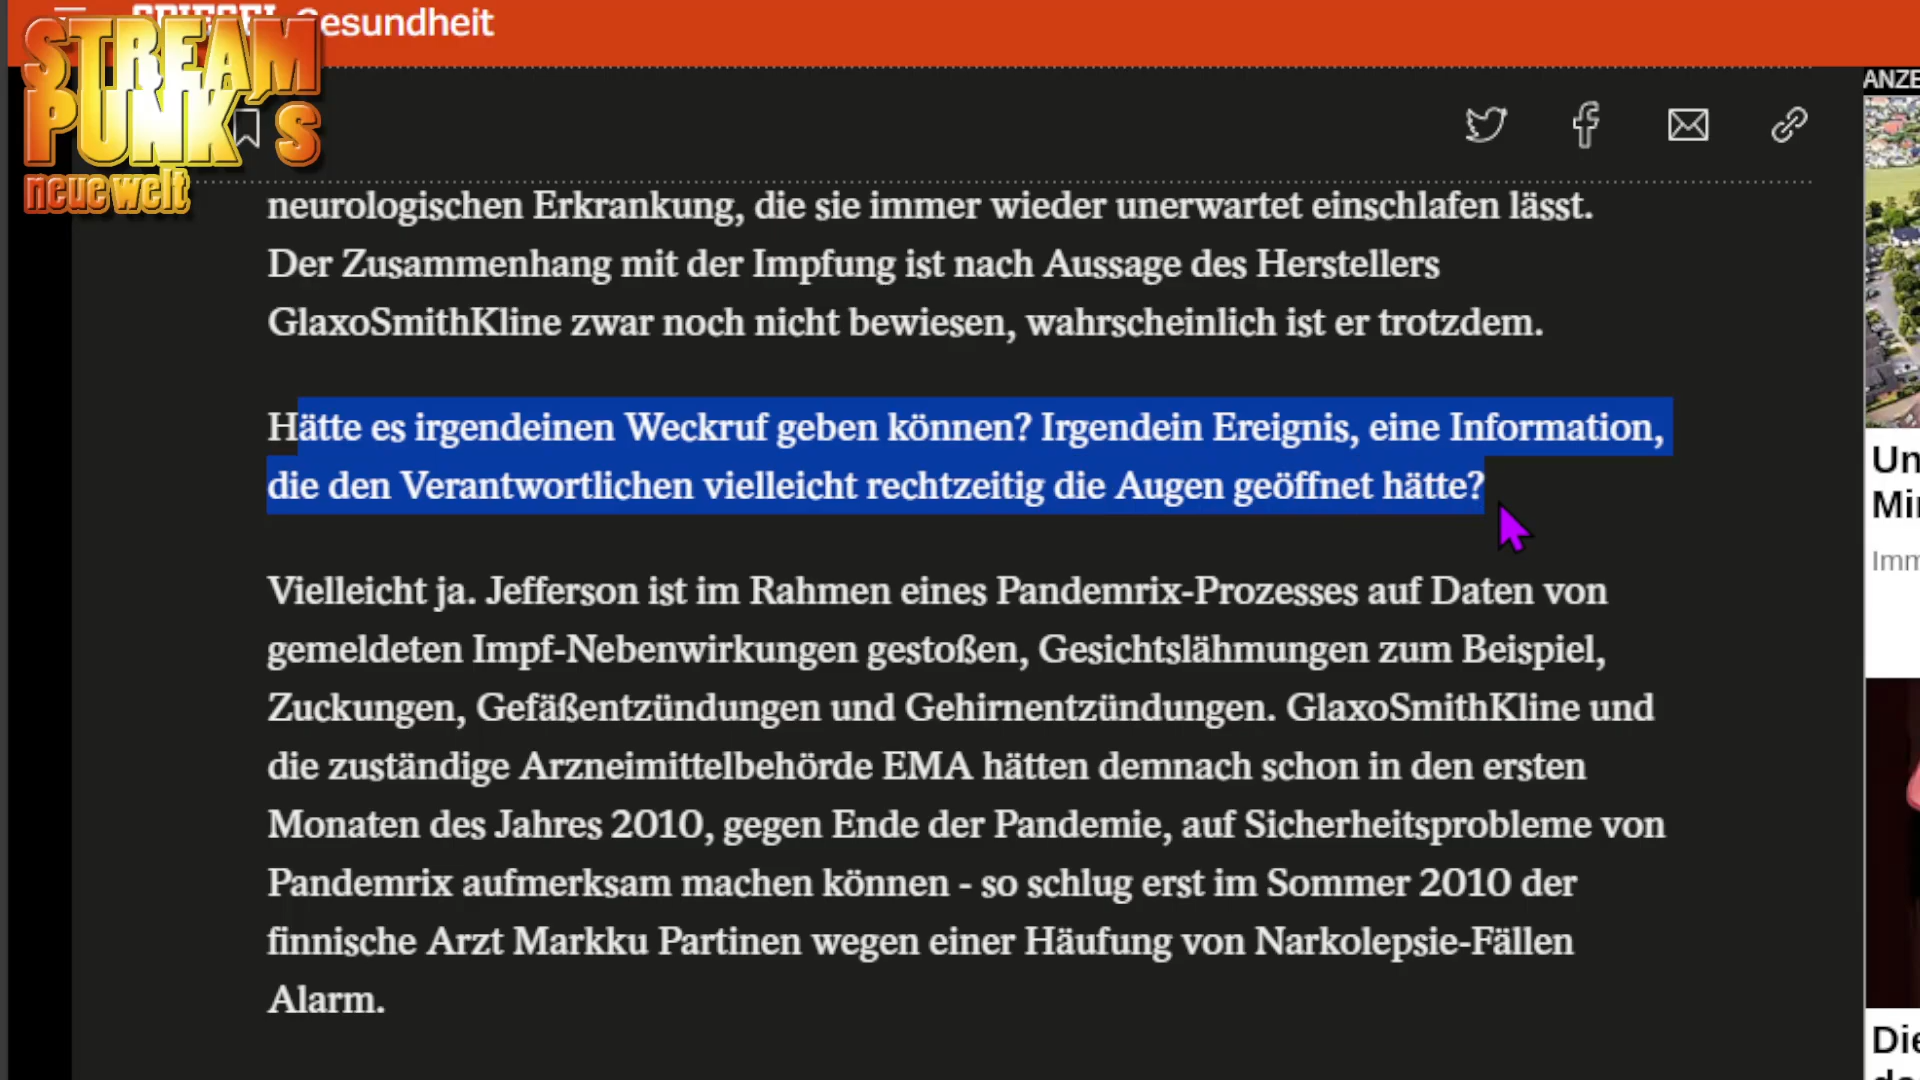 SPIEGEL Gesundheit
STREAM
PUNK´S
neue welt
ANZE
neurologischen Erkrankung, die sie immer wieder unerwartet einschlafen lässt.
Der Zusammenhang mit der Impfung ist nach Aussage des Herstellers
GlaxoSmithKline zwar noch nicht bewiesen, wahrscheinlich ist er trotzdem.
Hätte es irgendeinen Weckruf geben können? Irgendein Ereignis, eine Information,
die den Verantwortlichen vielleicht rechtzeitig die Augen geöffnet hätte?
Vielleicht ja. Jefferson ist im Rahmen eines Pandemrix-Prozesses auf Daten von
gemeldeten Impf-Nebenwirkungen gestoßen, Gesichtslähmungen zum Beispiel,
Zuckungen, Gefäßentzündungen und Gehirnentzündungen. GlaxoSmithKline und
die zuständige Arzneimittelbehörde EMA hätten demnach schon in den ersten
Monaten des Jahres 2010, gegen Ende der Pandemie, auf Sicherheitsprobleme von
Pandemrix aufmerksam machen können - so schlug erst im Sommer 2010 der
finnische Arzt Markku Partinen wegen einer Häufung von Narkolepsie-Fällen
Alarm.
Un
Min
Imm
Die